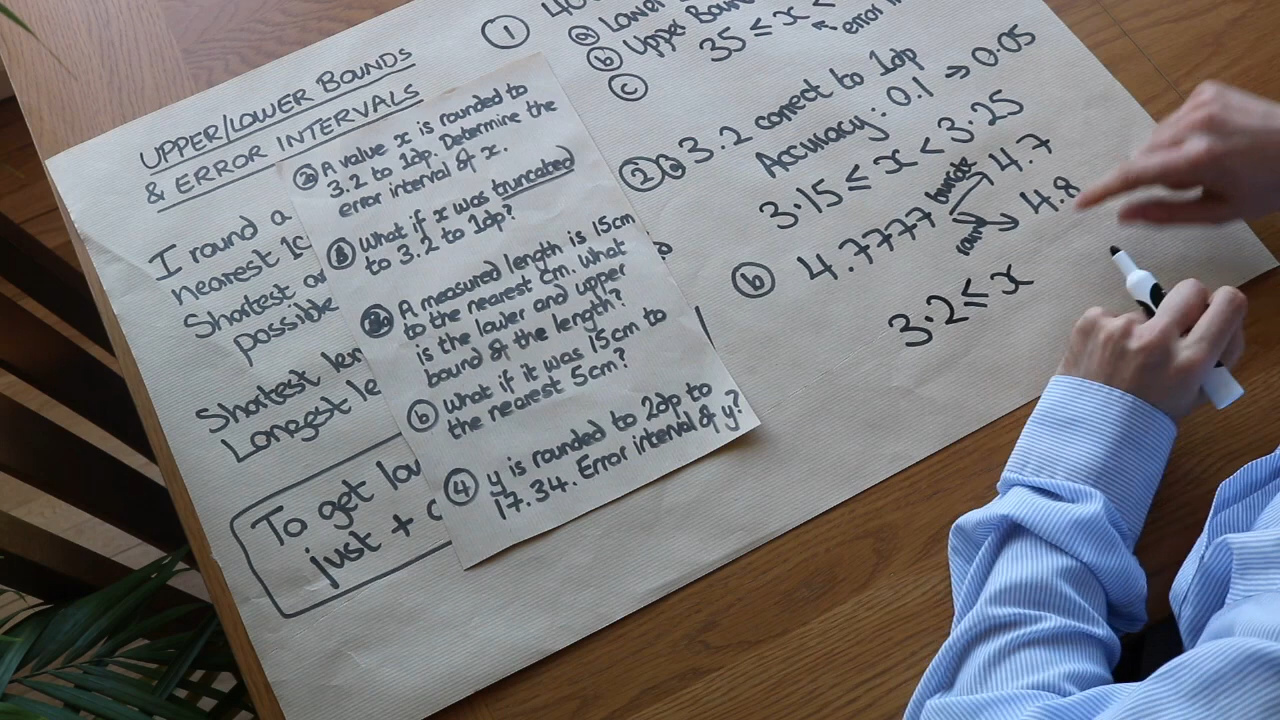 UPPER/LOWER BOUNDS
& ERROR INTERVALS
I round a
nearest 1c
Shortest
possible
Shortest
Longest le
To get
just +
2a A value x is rounded to
3.2 to 1dp. Determine the
error interval of x.
b What if x was truncated
to 3.2 to 1dp?
3a A measured length is 15cm
to the nearest cm. What
is the lower and upper
bound of the length?
b What if it was 15cm to
the nearest 5cm?
4 y is rounded to 2dp to
17.34. Error interval of y?
1 40
a Lower
b Upper Boun
c 35 ≤ x <
error
2 a 3.2 correct to 1dp
Accuracy: 0.1 ⇒ 0.05
3.15 ≤ x < 3.25
b 4.7777 truncate 4.7
round 4.8
3.2 ≤ x